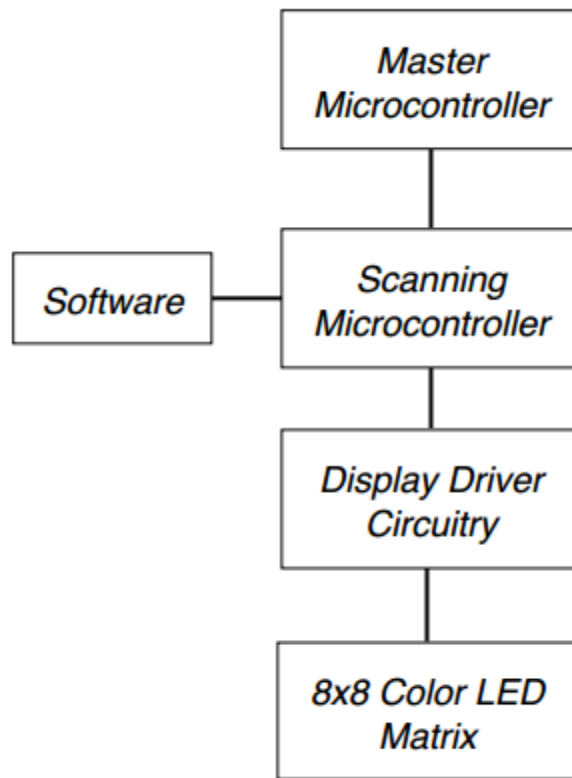 Master
Microcontroller
Software
Scanning
Microcontroller
Display Driver
Circuitry
8x8 Color LED
Matrix